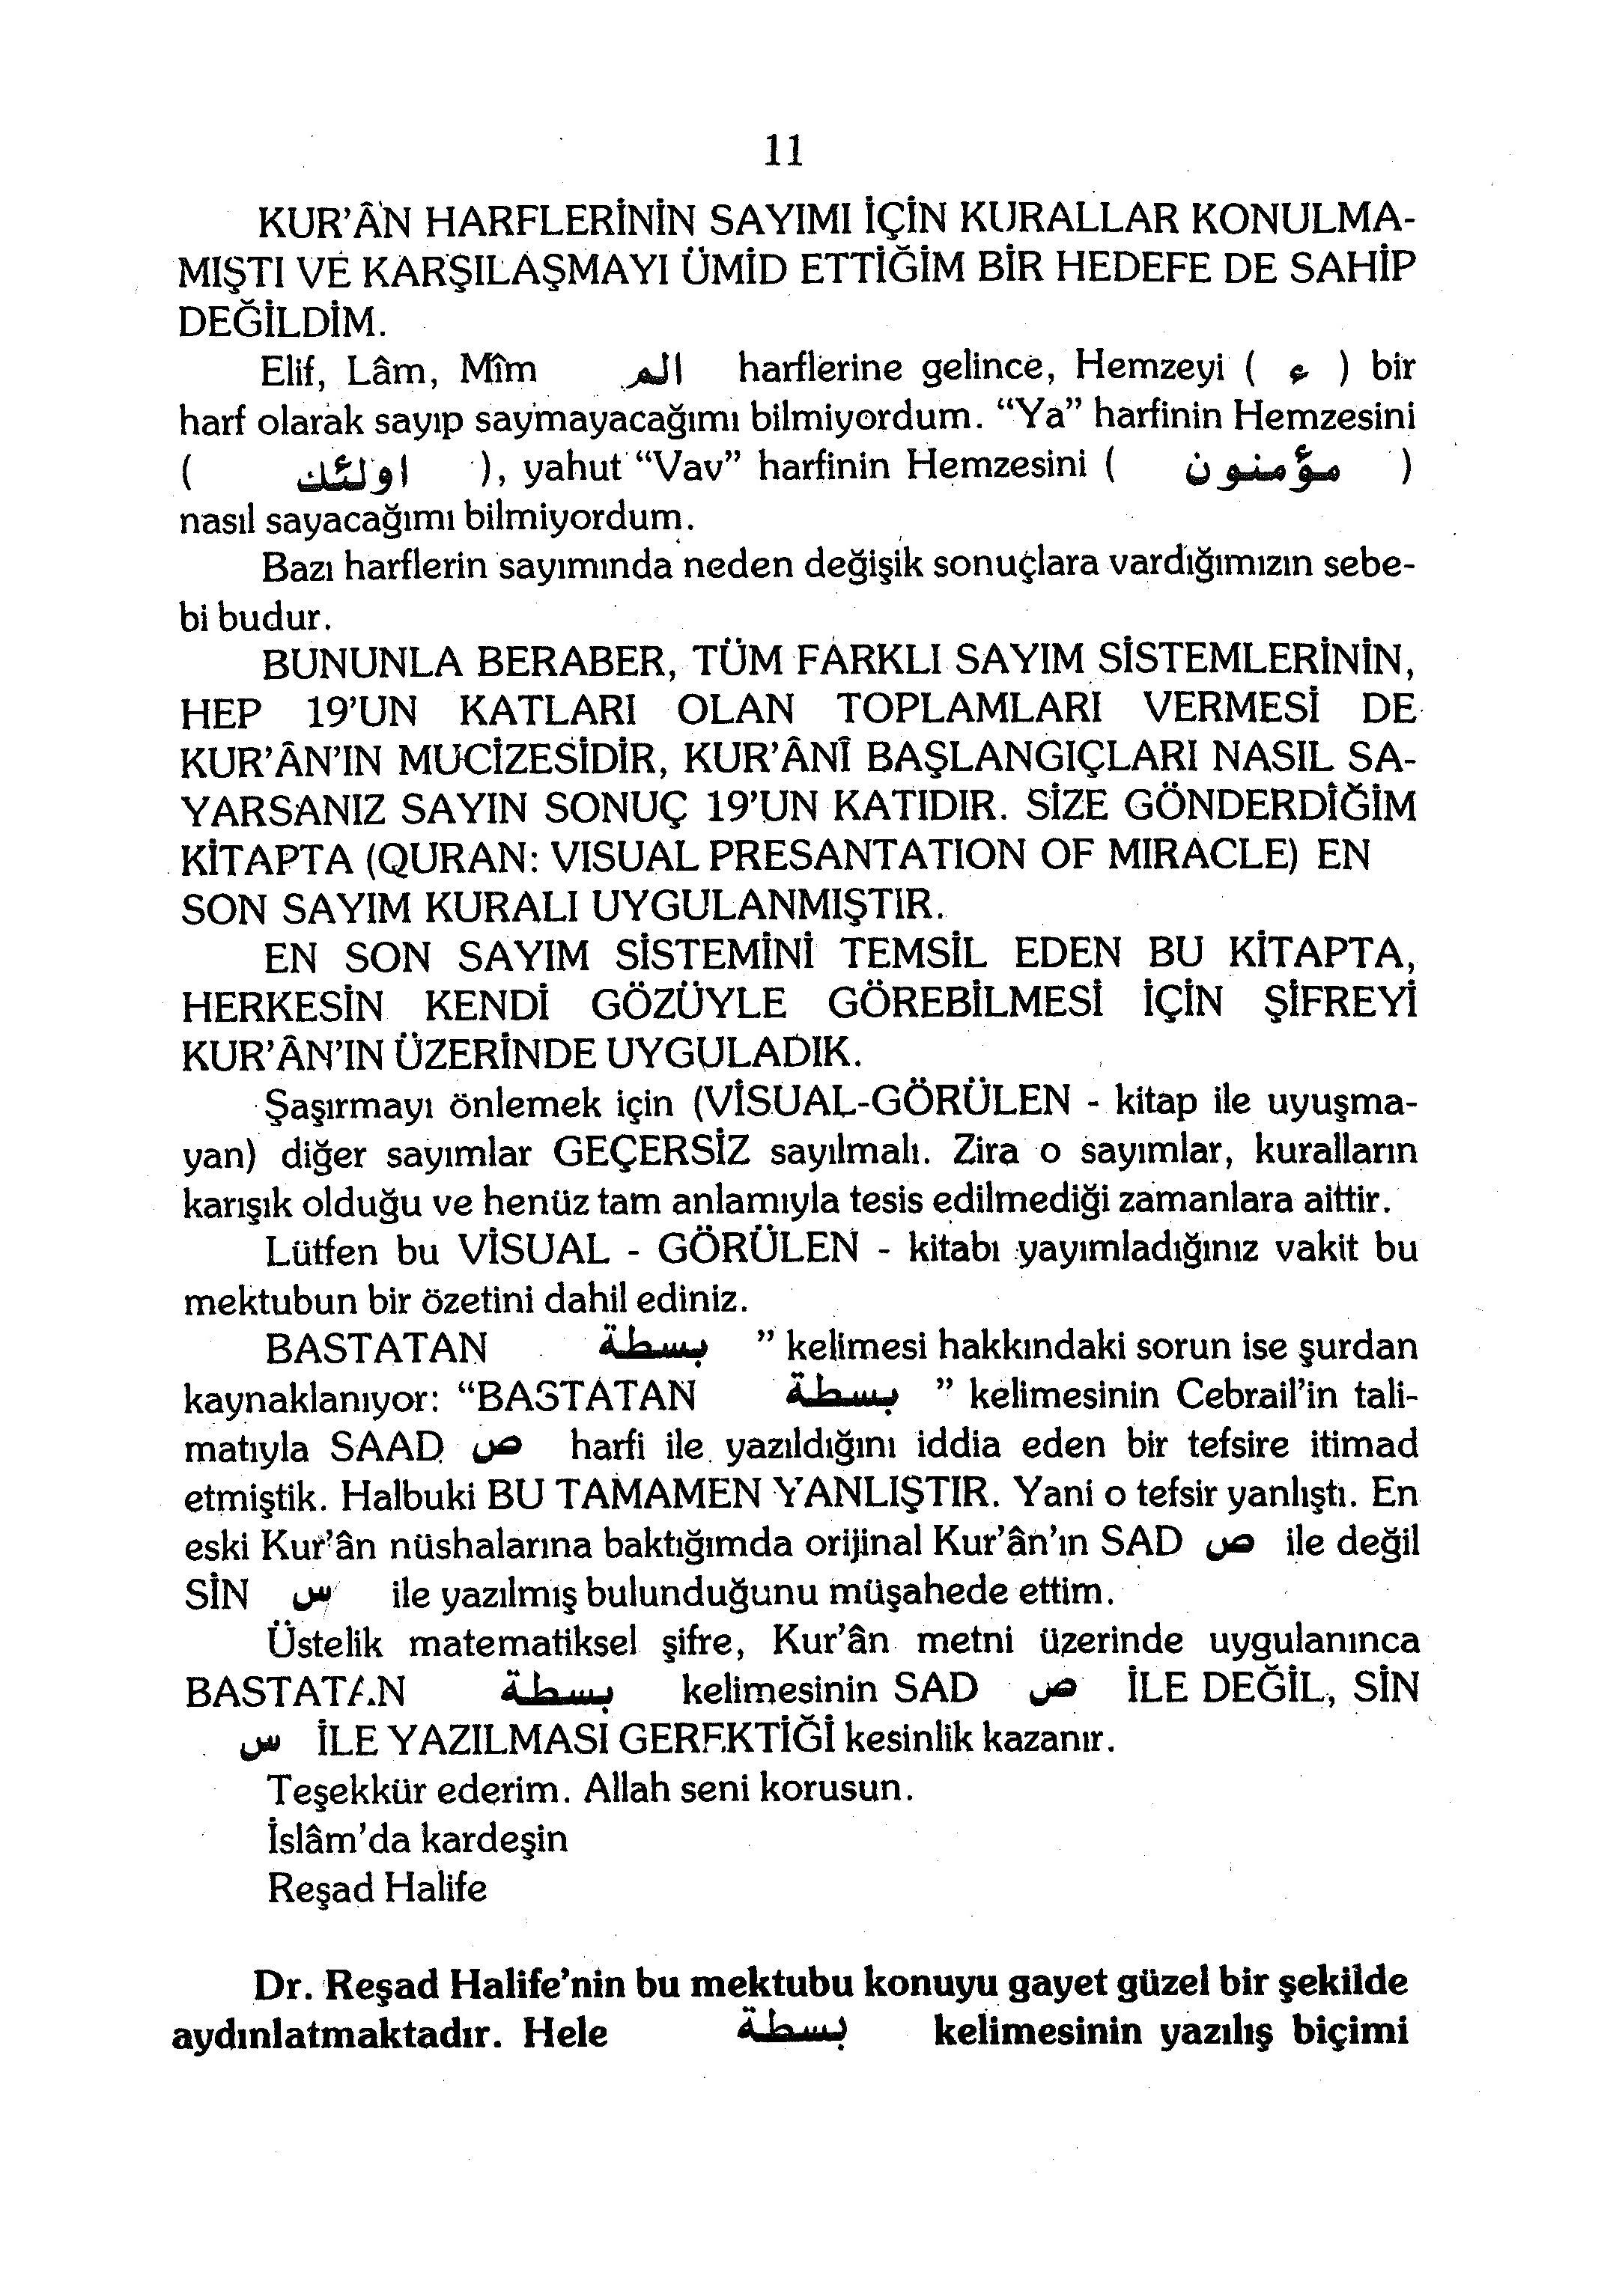 11
KUR'ÂN HARFLERİNİN SAYIMI İÇİN KURALLAR KONULMA-
MIŞTI VE KARŞILAŞMAYI ÜMİD ETTİĞİM BİR HEDEFE DE SAHİP
DEĞİLDİM.
Elif, Lâm, Mîm الم harflerine gelince, Hemzeyi ( ء ) bir
harf olarak sayıp saymayacağımı bilmiyordum. “Ya” harfinin Hemzesini
( اولئك ), yahut “Vav” harfinin Hemzesini ( مؤمنون )
nasıl sayacağımı bilmiyordum.
Bazı harflerin sayımında neden değişik sonuçlara vardığımızın sebe-
bi budur.
BUNUNLA BERABER, TÜM FARKLI SAYIM SİSTEMLERİNİN,
HEP 19'UN KATLARI OLAN TOPLAMLARI VERMESİ DE
KUR'ÂN'IN MUCİZESİDİR, KUR'ÂNÎ BAŞLANGIÇLARI NASIL SA-
YARSANIZ SAYIN SONUÇ 19'UN KATIDIR. SİZE GÖNDERDİĞİM
KİTAPTA (QURAN: VISUAL PRESANTATION OF MIRACLE) EN
SON SAYIM KURALI UYGULANMIŞTIR.
EN SON SAYIM SİSTEMİNİ TEMSİL EDEN BU KİTAPTA,
HERKESİN KENDİ GÖZÜYLE GÖREBİLMESİ İÇİN ŞİFREYİ
KUR'ÂN'IN ÜZERİNDE UYGULADIK.
Şaşırmayı önlemek için (VİSUAL-GÖRÜLEN - kitap ile uyuşma-
yan) diğer sayımlar GEÇERSİZ sayılmalı. Zira o sayımlar, kuralların
karışık olduğu ve henüz tam anlamıyla tesis edilmediği zamanlara aittir.
Lütfen bu VİSUAL - GÖRÜLEN - kitabı yayımladığınız vakit bu
mektubun bir özetini dahil ediniz.
BASTATAN بسطة ” kelimesi hakkındaki sorun ise şurdan
kaynaklanıyor: “BASTATAN بسطة ” kelimesinin Cebrail'in tali-
matıyla SAAD ص harfi ile yazıldığını iddia eden bir tefsire itimad
etmiştik. Halbuki BU TAMAMEN YANLIŞTIR. Yani o tefsir yanlıştı. En
eski Kur'ân nüshalarına baktığımda orijinal Kur'ân'ın SAD ص ile değil
SİN س ile yazılmış bulunduğunu müşahede ettim.
Üstelik matematiksel şifre, Kur'ân metni üzerinde uygulanınca
BASTATAN بسطة kelimesinin SAD ص İLE DEĞİL, SİN
س İLE YAZILMASI GEREKTİĞİ kesinlik kazanır.
Teşekkür ederim. Allah seni korusun.
İslâm'da kardeşin
Reşad Halife
Dr. Reşad Halife'nin bu mektubu konuyu gayet güzel bir şekilde
aydınlatmaktadır. Hele بسطة kelimesinin yazılış biçimi